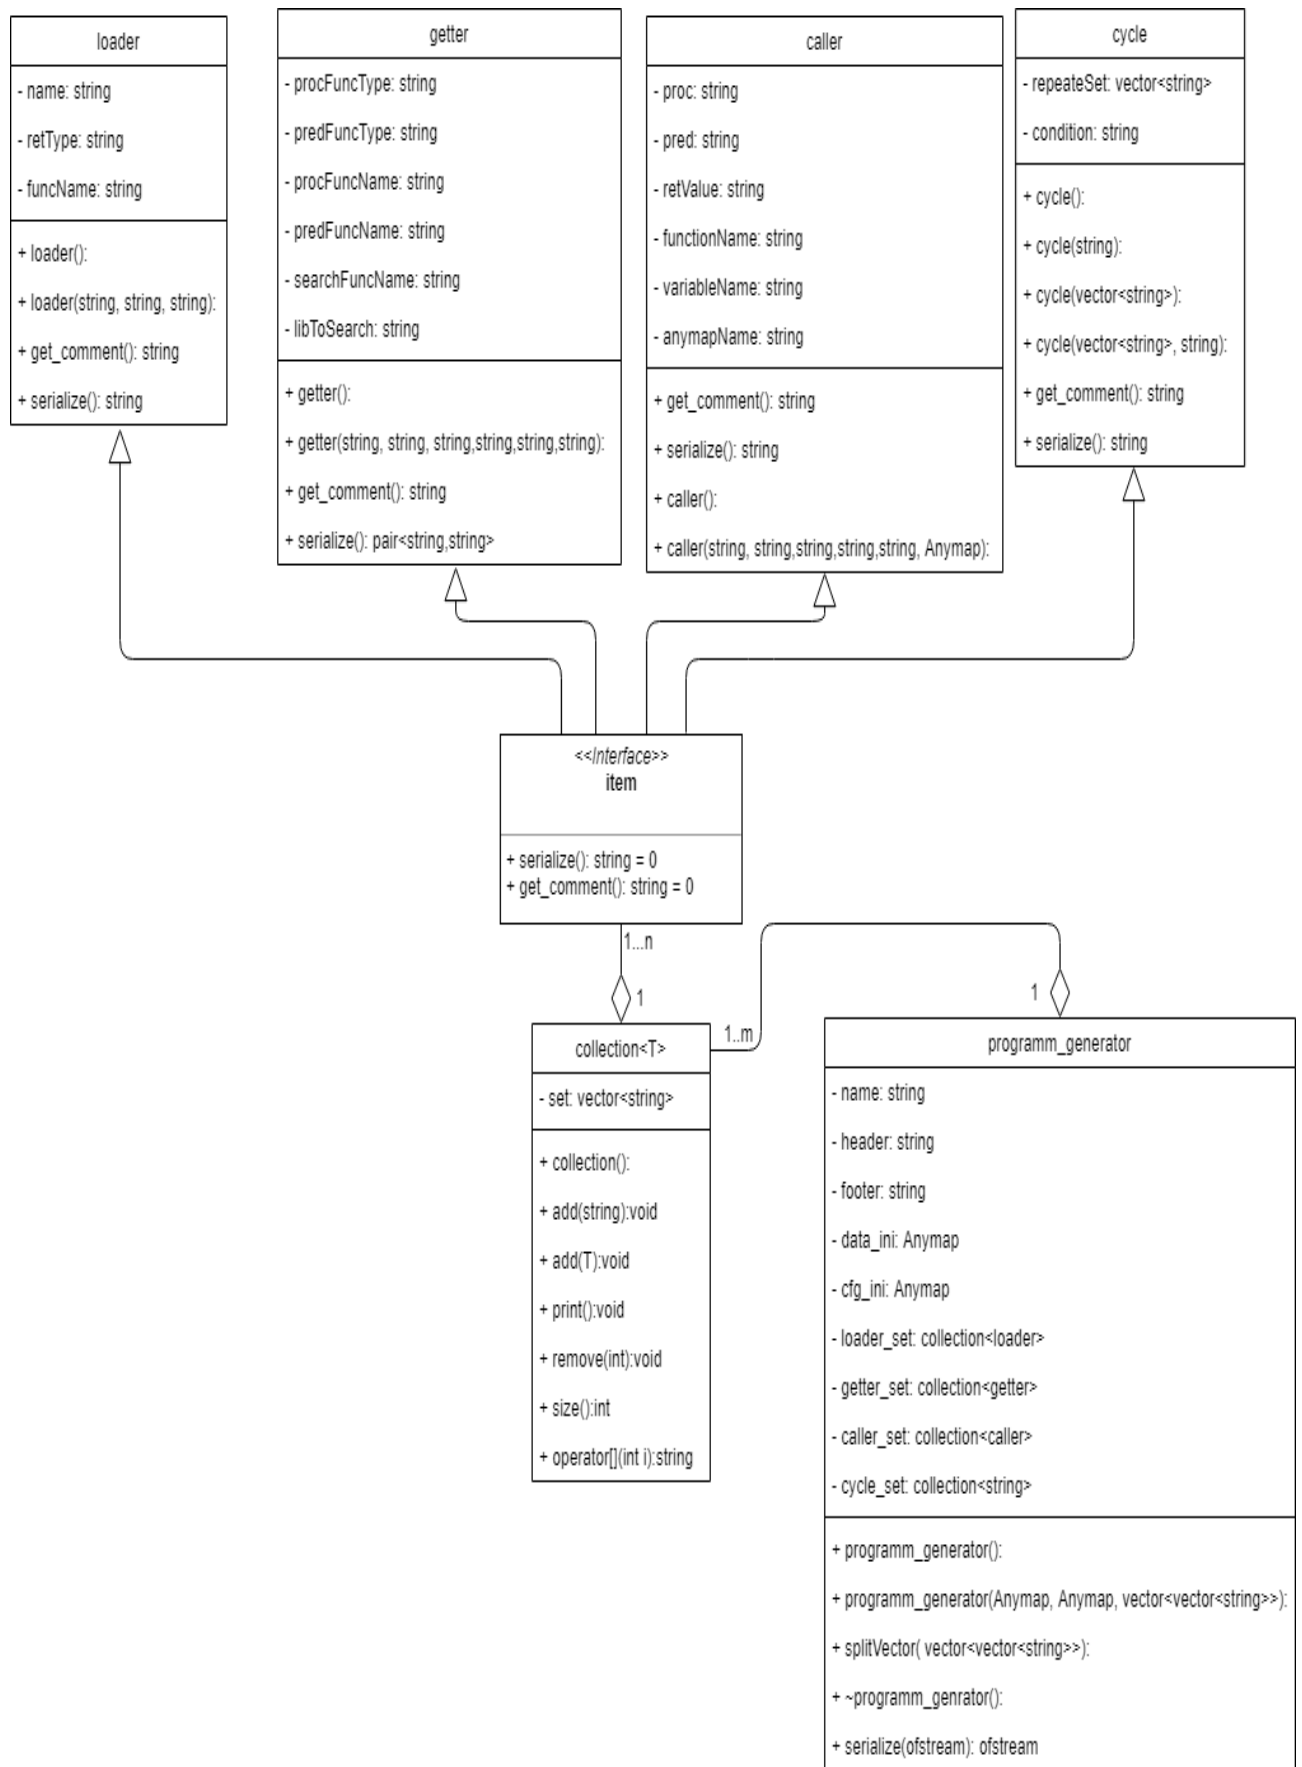 loader
- name: string
- retType: string
- funcName: string
+ loader():
+ loader(string, string, string):
+ get_comment(): string
+ serialize(): string
getter
- procFuncType: string
- predFuncType: string
- procFuncName: string
- predFuncName: string
- searchFuncName: string
- libToSearch: string
+ getter():
+ getter(string, string, string,string,string,string):
+ get_comment(): string
+ serialize(): pair<string,string>
caller
- proc: string
- pred: string
- retValue: string
- functionName: string
- variableName: string
- anymapName: string
+ get_comment(): string
+ serialize(): string
+ caller():
+ caller(string, string,string,string,string, Anymap):
cycle
- repeateSet: vector<string>
- condition: string
+ cycle():
+ cycle(string):
+ cycle(vector<string>):
+ cycle(vector<string>, string):
+ get_comment(): string
+ serialize(): string
<<Interface>>
item
+ serialize(): string = 0
+ get_comment(): string = 0
1...n
1
1..m
1
collection<T>
- set: vector<string>
+ collection():
+ add(string):void
+ add(T):void
+ print():void
+ remove(int):void
+ size():int
+ operator[](int i):string
programm_generator
- name: string
- header: string
- footer: string
- data_ini: Anymap
- cfg_ini: Anymap
- loader_set: collection<loader>
- getter_set: collection<getter>
- caller_set: collection<caller>
- cycle_set: collection<string>
+ programm_generator():
+ programm_generator(Anymap, Anymap, vector<vector<string>>):
+ splitVector( vector<vector<string>>):
+ ~programm_genrator():
+ serialize(ofstream): ofstream